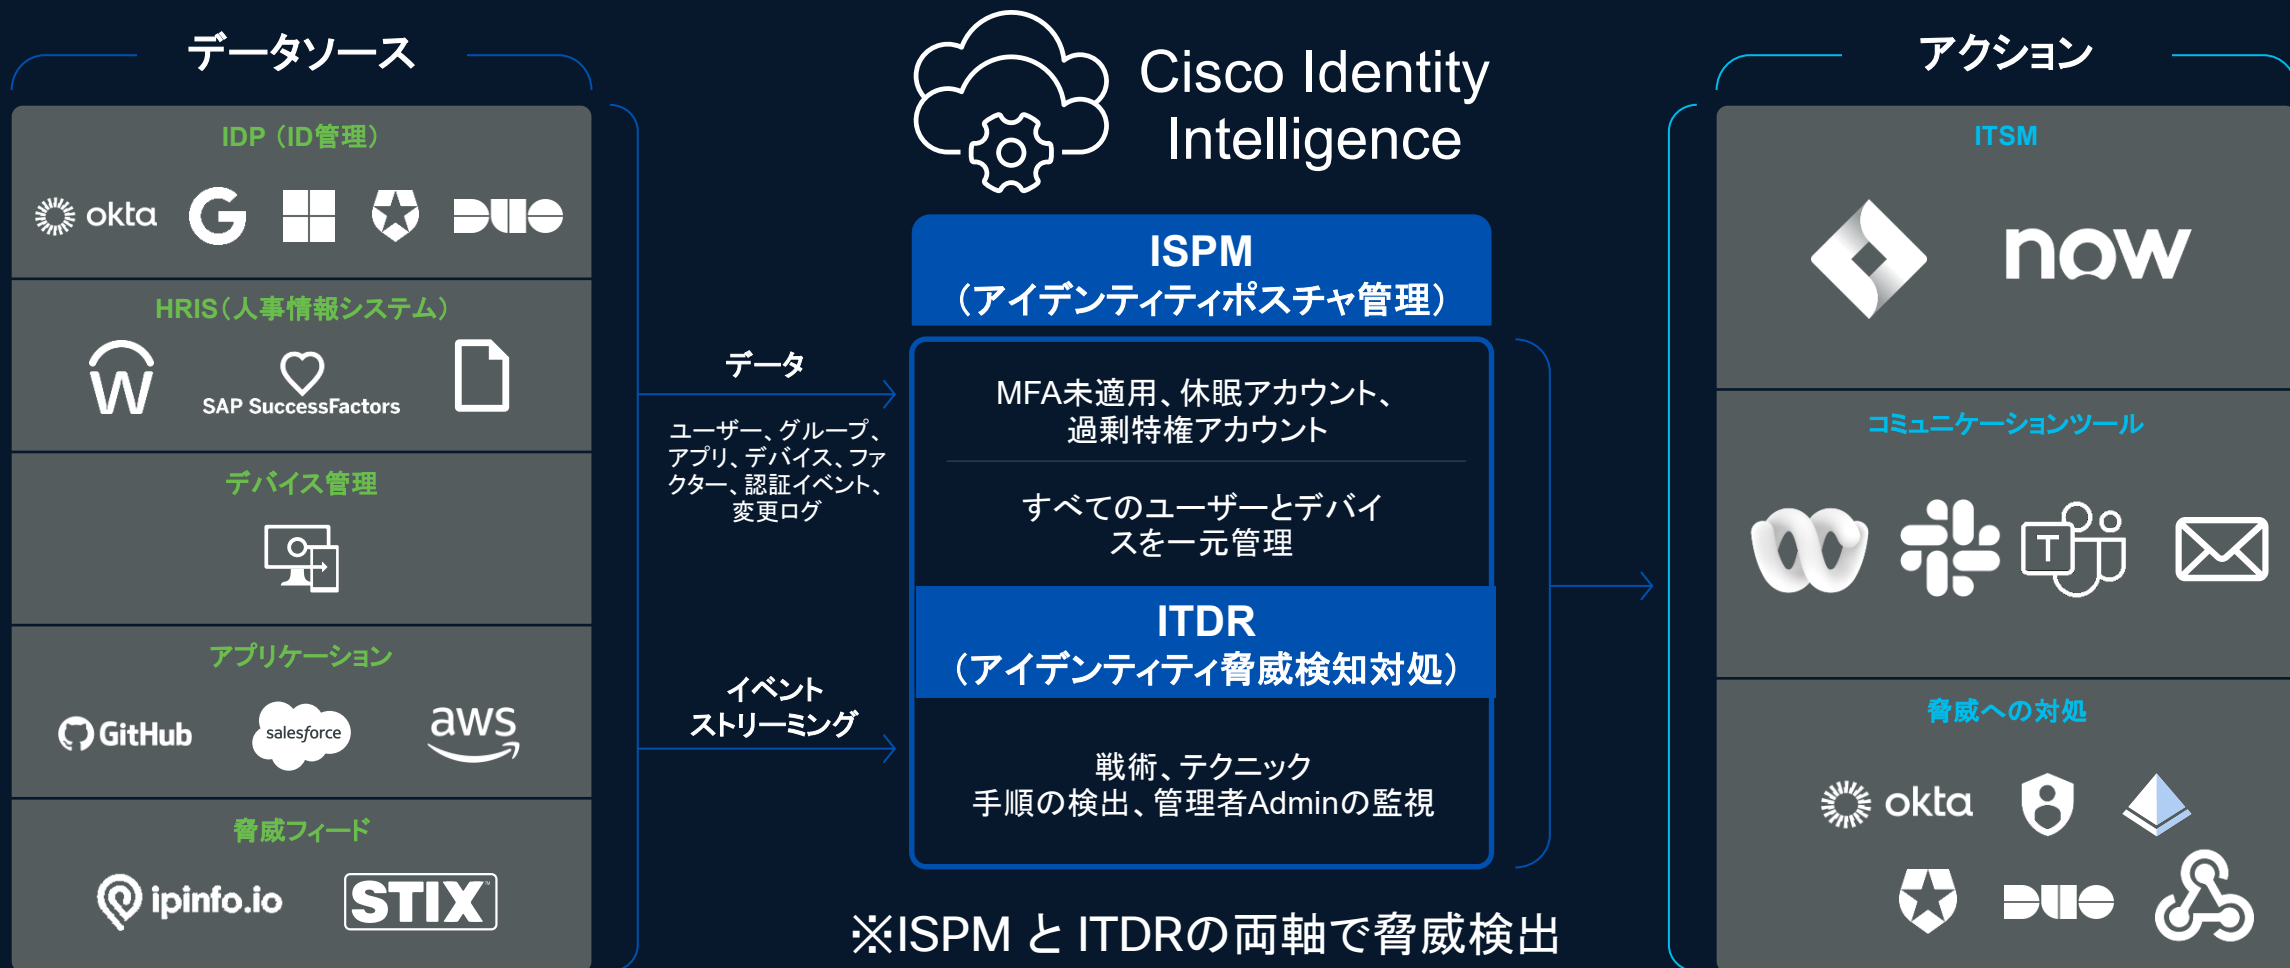 データソース
IDP（ID管理）
okta
G
DUO
HRIS（人事情報システム）
W
SAP SuccessFactors
デバイス管理
アプリケーション
GitHub
salesforce
aws
脅威フィード
ipinfo.io
STIX™
データ
ユーザー、グループ、
アプリ、デバイス、ファ
クター、認証イベント、
変更ログ
イベント
ストリーミング
Cisco Identity
Intelligence
ISPM
（アイデンティティポスチャ管理）
MFA未適用、休眠アカウント、
過剰特権アカウント
すべてのユーザーとデバイ
スを一元管理
ITDR
（アイデンティティ脅威検知対処）
戦術、テクニック
手順の検出、管理者Adminの監視
※ISPM と ITDRの両軸で脅威検出
アクション
ITSM
now
コミュニケーションツール
T
脅威への対処
okta
DUO